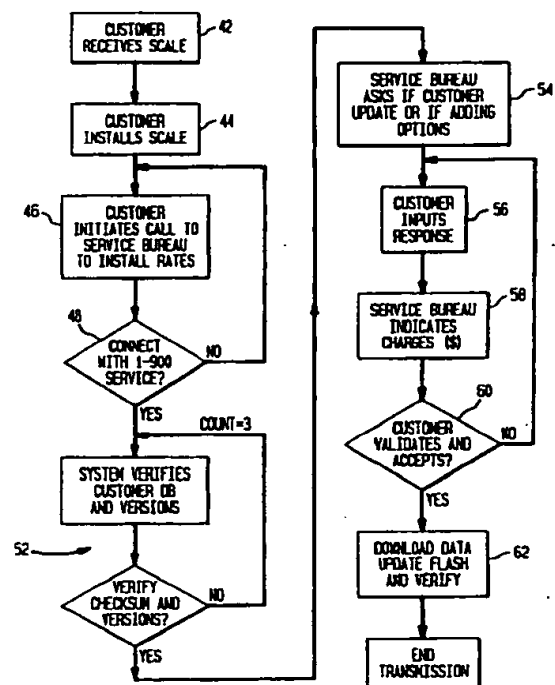 CUSTOMER
RECEIVES SCALE
42
CUSTOMER
INSTALLS SCALE
44
46
CUSTOMER
INITIATES CALL TO
SERVICE BUREAU
TO INSTALL RATES
48
CONNECT
WITH 1-900
SERVICE?
NO
YES
COUNT=3
SYSTEM VERIFIES
CUSTOMER DB
AND VERSIONS
52
VERIFY
CHECKSUM AND
VERSIONS?
NO
YES
SERVICE BUREAU
ASKS IF CUSTOMER
UPDATE OR IF ADDING
OPTIONS
54
CUSTOMER
INPUTS
RESPONSE
56
SERVICE BUREAU
INDICATES
CHARGES ($)
58
60
CUSTOMER
VALIDATES AND
ACCEPTS?
NO
YES
DOWNLOAD DATA
UPDATE FLASH
AND VERIFY
62
END
TRANSMISSION